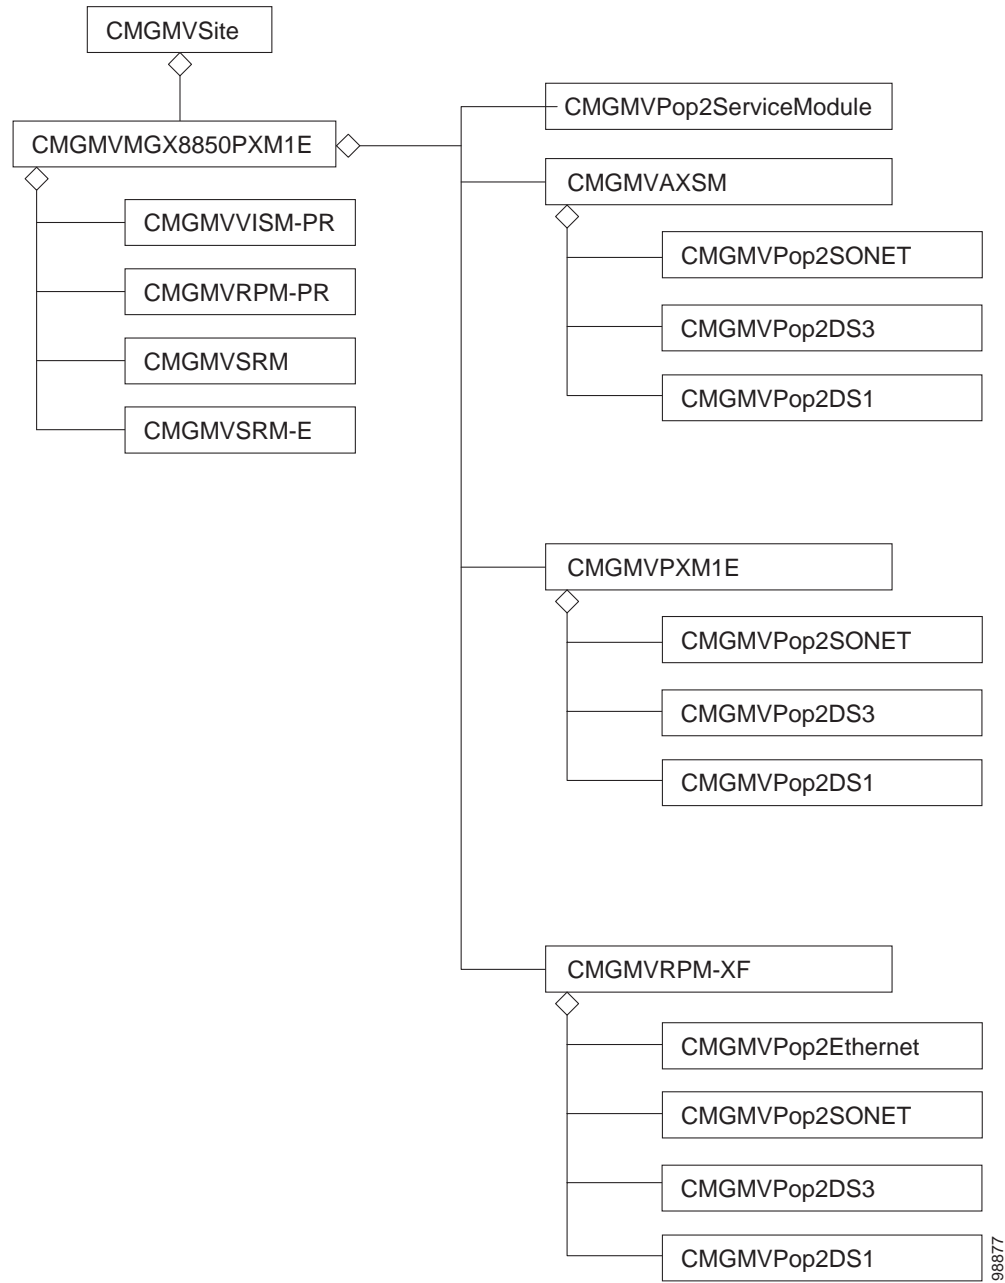 CMGMVSite
CMGMVMGX8850PXM1E
CMGMVVISM-PR
CMGMVRPM-PR
CMGMVSRM
CMGMVSRM-E
CMGMVPop2ServiceModule
CMGMVAXSM
CMGMVPop2SONET
CMGMVPop2DS3
CMGMVPop2DS1
CMGMVPXM1E
CMGMVPop2SONET
CMGMVPop2DS3
CMGMVPop2DS1
CMGMVRPM-XF
CMGMVPop2Ethernet
CMGMVPop2SONET
CMGMVPop2DS3
CMGMVPop2DS1
98877